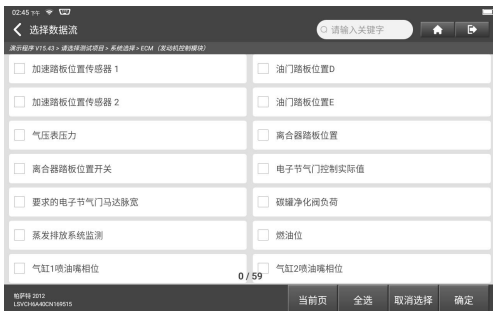 02:45 下午
选择数据流
请输入关键字
演示程序 V15.43 > 请选择测试项目 > 系统选择 > ECM（发动机控制模块）
加速踏板位置传感器 1
油门踏板位置D
加速踏板位置传感器 2
油门踏板位置E
气压表压力
离合器踏板位置
离合器踏板位置开关
电子节气门控制实际值
要求的电子节气门马达脉宽
碳罐净化阀负荷
蒸发排放系统监测
燃油位
气缸1喷油嘴相位
气缸2喷油嘴相位
0 / 59
帕萨特 2012
LSVCH6A40CN169515
当前页
全选
取消选择
确定